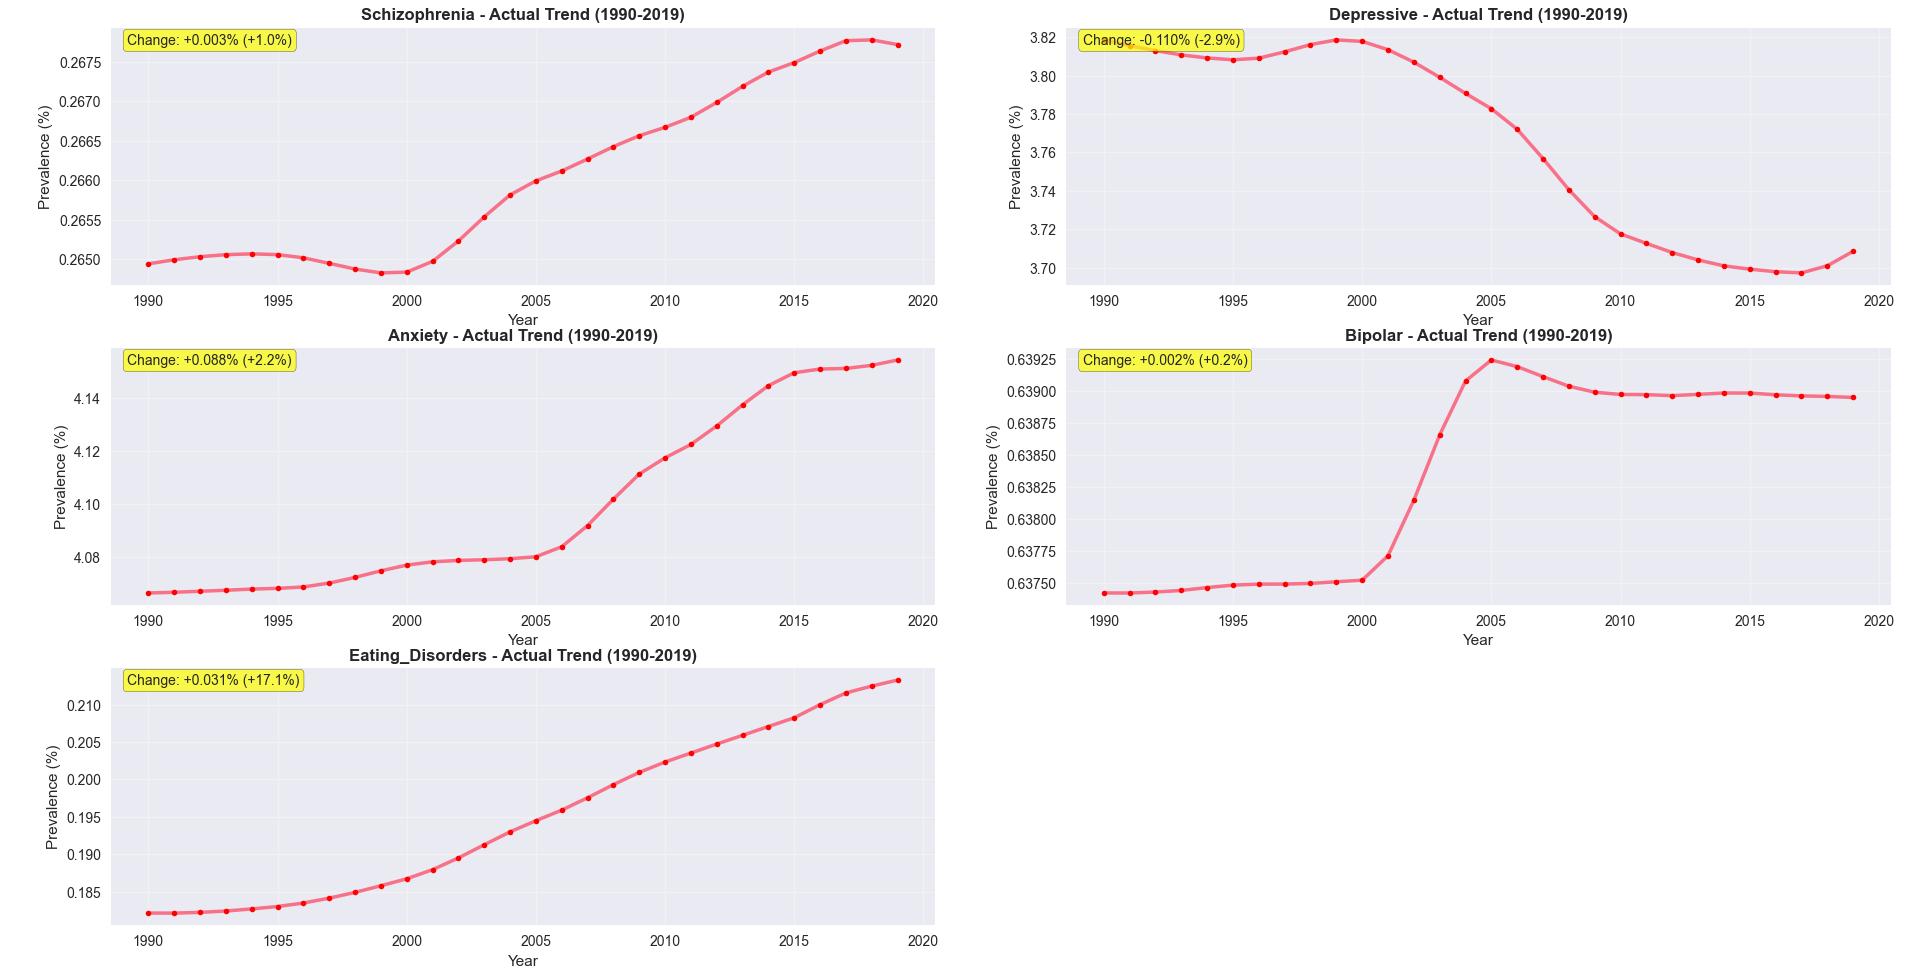 Schizophrenia - Actual Trend (1990-2019)
Change: +0.003% (+1.0%)
Prevalence (%)
0.2675
0.2670
0.2665
0.2660
0.2655
0.2650
1990 1995 2000 2005 2010 2015 2020
Year
Depressive - Actual Trend (1990-2019)
Change: -0.110% (-2.9%)
Prevalence (%)
3.82
3.80
3.78
3.76
3.74
3.72
3.70
1990 1995 2000 2005 2010 2015 2020
Year
Anxiety - Actual Trend (1990-2019)
Change: +0.088% (+2.2%)
Prevalence (%)
4.14
4.12
4.10
4.08
1990 1995 2000 2005 2010 2015 2020
Year
Bipolar - Actual Trend (1990-2019)
Change: +0.002% (+0.2%)
Prevalence (%)
0.63925
0.63900
0.63875
0.63850
0.63825
0.63800
0.63775
0.63750
1990 1995 2000 2005 2010 2015 2020
Year
Eating_Disorders - Actual Trend (1990-2019)
Change: +0.031% (+17.1%)
Prevalence (%)
0.210
0.205
0.200
0.195
0.190
0.185
1990 1995 2000 2005 2010 2015 2020
Year